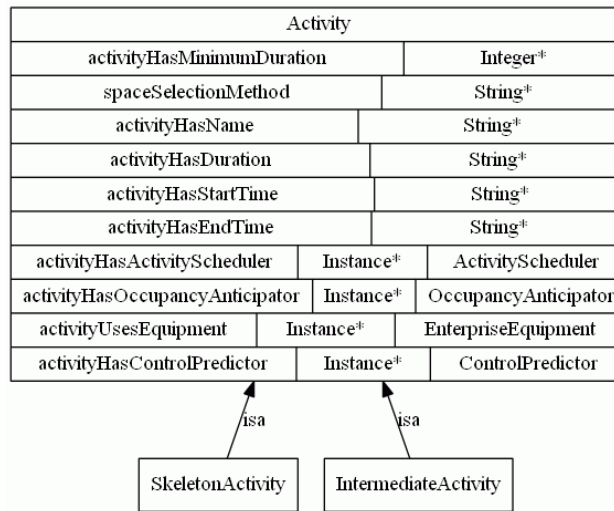 Activity
activityHasMinimumDuration Integer*
spaceSelectionMethod String*
activityHasName String*
activityHasDuration String*
activityHasStartTime String*
activityHasEndTime String*
activityHasActivityScheduler Instance* ActivityScheduler
activityHasOccupancyAnticipator Instance* OccupancyAnticipator
activityUsesEquipment Instance* EnterpriseEquipment
activityHasControlPredictor Instance* ControlPredictor
isa isa
SkeletonActivity IntermediateActivity